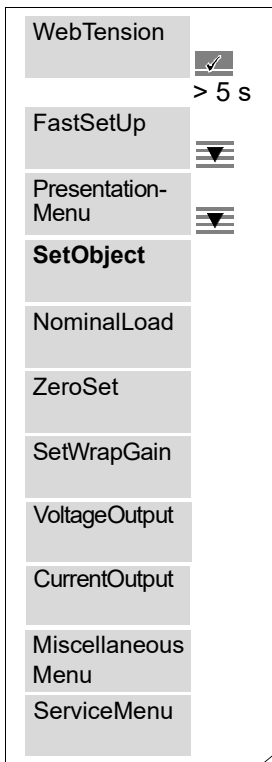 WebTension
> 5 s
FastSetUp
Presentation-
Menu
SetObject
NominalLoad
ZeroSet
SetWrapGain
VoltageOutput
CurrentOutput
Miscellaneous
Menu
ServiceMenu